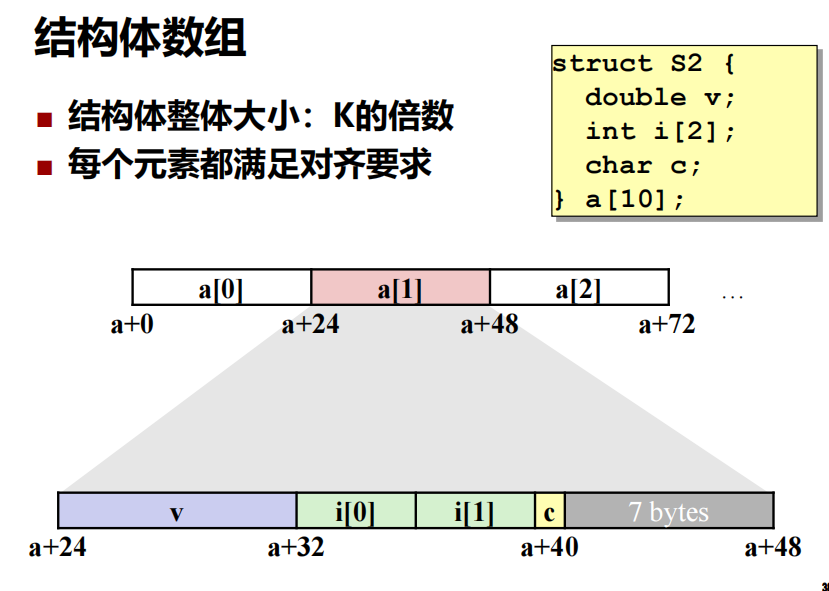 结构体数组
■ 结构体整体大小：K的倍数
■ 每个元素都满足对齐要求
struct S2 {
  double v;
  int i[2];
  char c;
} a[10];
a[0] a[1] a[2] ...
a+0 a+24 a+48 a+72
v i[0] i[1] c 7 bytes
a+24 a+32 a+40 a+48